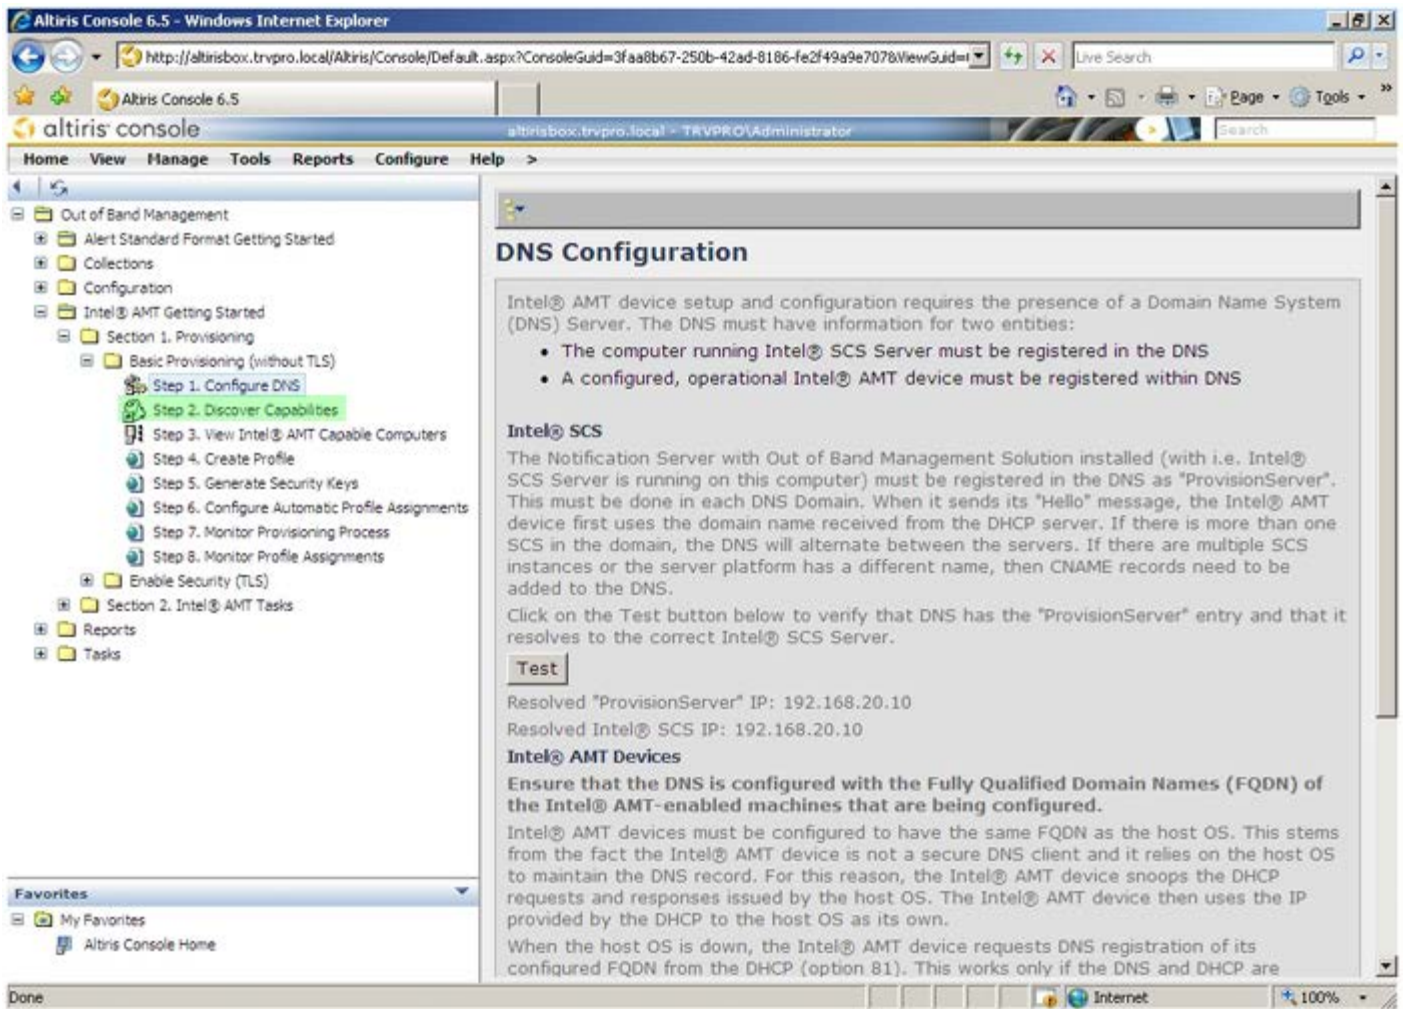 Altiris Console 6.5 - Windows Internet Explorer
http://altirisbox.trvpro.local/Altiris/Console/Default.aspx?ConsoleGuid=3faa8b67-250b-42ad-8186-fe2f49a9e707&ViewGuid=
Live Search
Altiris Console 6.5
Page
Tools
altiris console
altirisbox.trvpro.local - TRVPRO\Administrator
Search
Home View Manage Tools Reports Configure Help >
Out of Band Management
Alert Standard Format Getting Started
Collections
Configuration
Intel® AMT Getting Started
Section 1. Provisioning
Basic Provisioning (without TLS)
Step 1. Configure DNS
Step 2. Discover Capabilities
Step 3. View Intel® AMT Capable Computers
Step 4. Create Profile
Step 5. Generate Security Keys
Step 6. Configure Automatic Profile Assignments
Step 7. Monitor Provisioning Process
Step 8. Monitor Profile Assignments
Enable Security (TLS)
Section 2. Intel® AMT Tasks
Reports
Tasks
Favorites
My Favorites
Altiris Console Home
DNS Configuration
Intel® AMT device setup and configuration requires the presence of a Domain Name System
(DNS) Server. The DNS must have information for two entities:
• The computer running Intel® SCS Server must be registered in the DNS
• A configured, operational Intel® AMT device must be registered within DNS
Intel® SCS
The Notification Server with Out of Band Management Solution installed (with i.e. Intel®
SCS Server is running on this computer) must be registered in the DNS as "ProvisionServer".
This must be done in each DNS Domain. When it sends its "Hello" message, the Intel® AMT
device first uses the domain name received from the DHCP server. If there is more than one
SCS in the domain, the DNS will alternate between the servers. If there are multiple SCS
instances or the server platform has a different name, then CNAME records need to be
added to the DNS.
Click on the Test button below to verify that DNS has the "ProvisionServer" entry and that it
resolves to the correct Intel® SCS Server.
Test
Resolved "ProvisionServer" IP: 192.168.20.10
Resolved Intel® SCS IP: 192.168.20.10
Intel® AMT Devices
Ensure that the DNS is configured with the Fully Qualified Domain Names (FQDN) of
the Intel® AMT-enabled machines that are being configured.
Intel® AMT devices must be configured to have the same FQDN as the host OS. This stems
from the fact the Intel® AMT device is not a secure DNS client and it relies on the host OS
to maintain the DNS record. For this reason, the Intel® AMT device snoops the DHCP
requests and responses issued by the host OS. The Intel® AMT device then uses the IP
provided by the DHCP to the host OS as its own.
When the host OS is down, the Intel® AMT device requests DNS registration of its
configured FQDN from the DHCP (option 81). This works only if the DNS and DHCP are
Done
Internet
100%